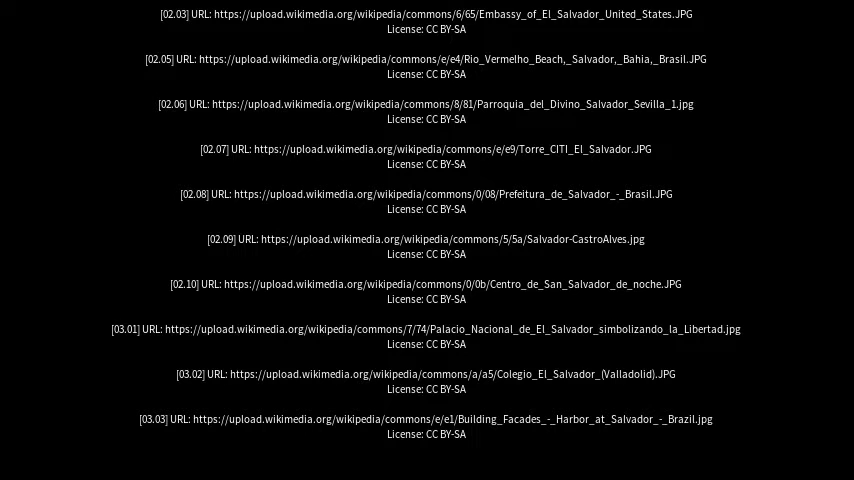 [02.03] URL: https://upload.wikimedia.org/wikipedia/commons/6/65/Embassy_of_El_Salvador_United_States.JPG
License: CC BY-SA
[02.05] URL: https://upload.wikimedia.org/wikipedia/commons/e/e4/Rio_Vermelho_Beach,_Salvador,_Bahia,_Brasil.JPG
License: CC BY-SA
[02.06] URL: https://upload.wikimedia.org/wikipedia/commons/8/81/Parroquia_del_Divino_Salvador_Sevilla_1.jpg
License: CC BY-SA
[02.07] URL: https://upload.wikimedia.org/wikipedia/commons/e/e9/Torre_CITI_El_Salvador.JPG
License: CC BY-SA
[02.08] URL: https://upload.wikimedia.org/wikipedia/commons/0/08/Prefeitura_de_Salvador_-_Brasil.JPG
License: CC BY-SA
[02.09] URL: https://upload.wikimedia.org/wikipedia/commons/5/5a/Salvador-CastroAlves.jpg
License: CC BY-SA
[02.10] URL: https://upload.wikimedia.org/wikipedia/commons/0/0b/Centro_de_San_Salvador_de_noche.JPG
License: CC BY-SA
[03.01] URL: https://upload.wikimedia.org/wikipedia/commons/7/74/Palacio_Nacional_de_El_Salvador_simbolizando_la_Libertad.jpg
License: CC BY-SA
[03.02] URL: https://upload.wikimedia.org/wikipedia/commons/a/a5/Colegio_El_Salvador_(Valladolid).JPG
License: CC BY-SA
[03.03] URL: https://upload.wikimedia.org/wikipedia/commons/e/e1/Building_Facades_-_Harbor_at_Salvador_-_Brazil.jpg
License: CC BY-SA